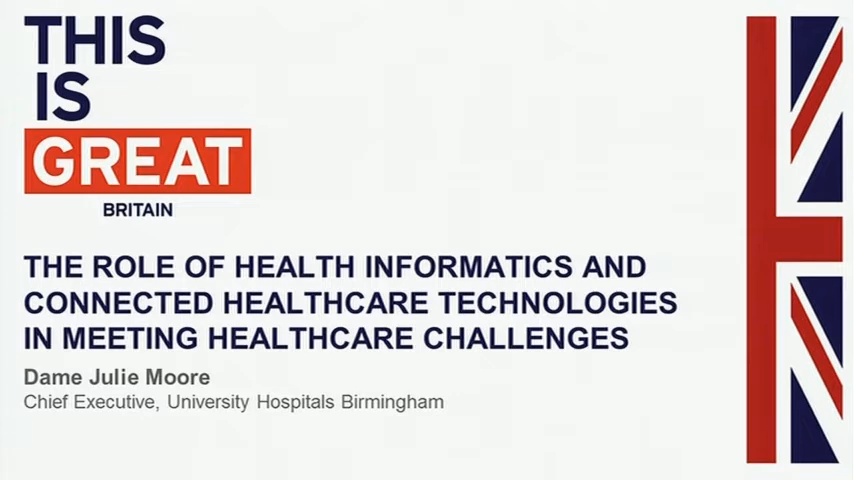 THIS
IS
GREAT
BRITAIN
THE ROLE OF HEALTH INFORMATICS AND
CONNECTED HEALTHCARE TECHNOLOGIES
IN MEETING HEALTHCARE CHALLENGES
Dame Julie Moore
Chief Executive, University Hospitals Birmingham